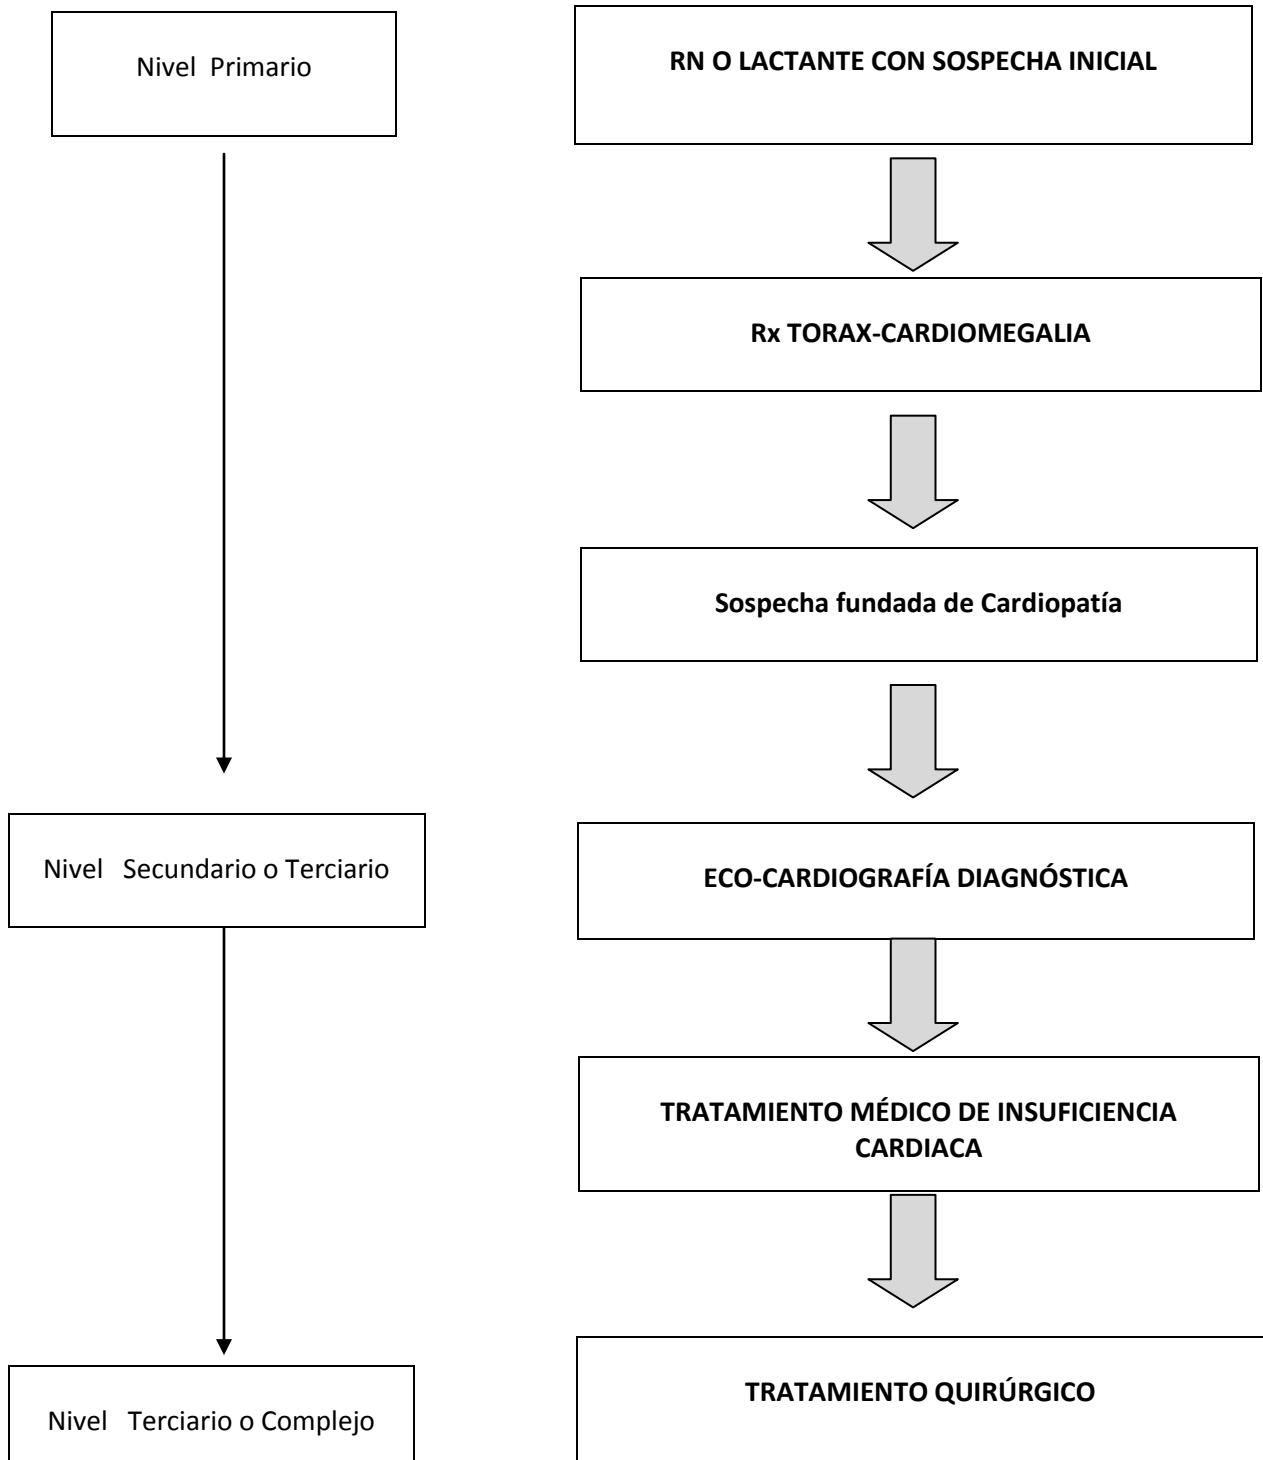 Nivel Primario
RN O LACTANTE CON SOSPECHA INICIAL
Rx TORAX-CARDIOMEGALIA
Sospecha fundada de Cardiopatía
Nivel Secundario o Terciario
ECO-CARDIOGRAFÍA DIAGNÓSTICA
TRATAMIENTO MÉDICO DE INSUFICIENCIA
CARDIACA
Nivel Terciario o Complejo
TRATAMIENTO QUIRÚRGICO